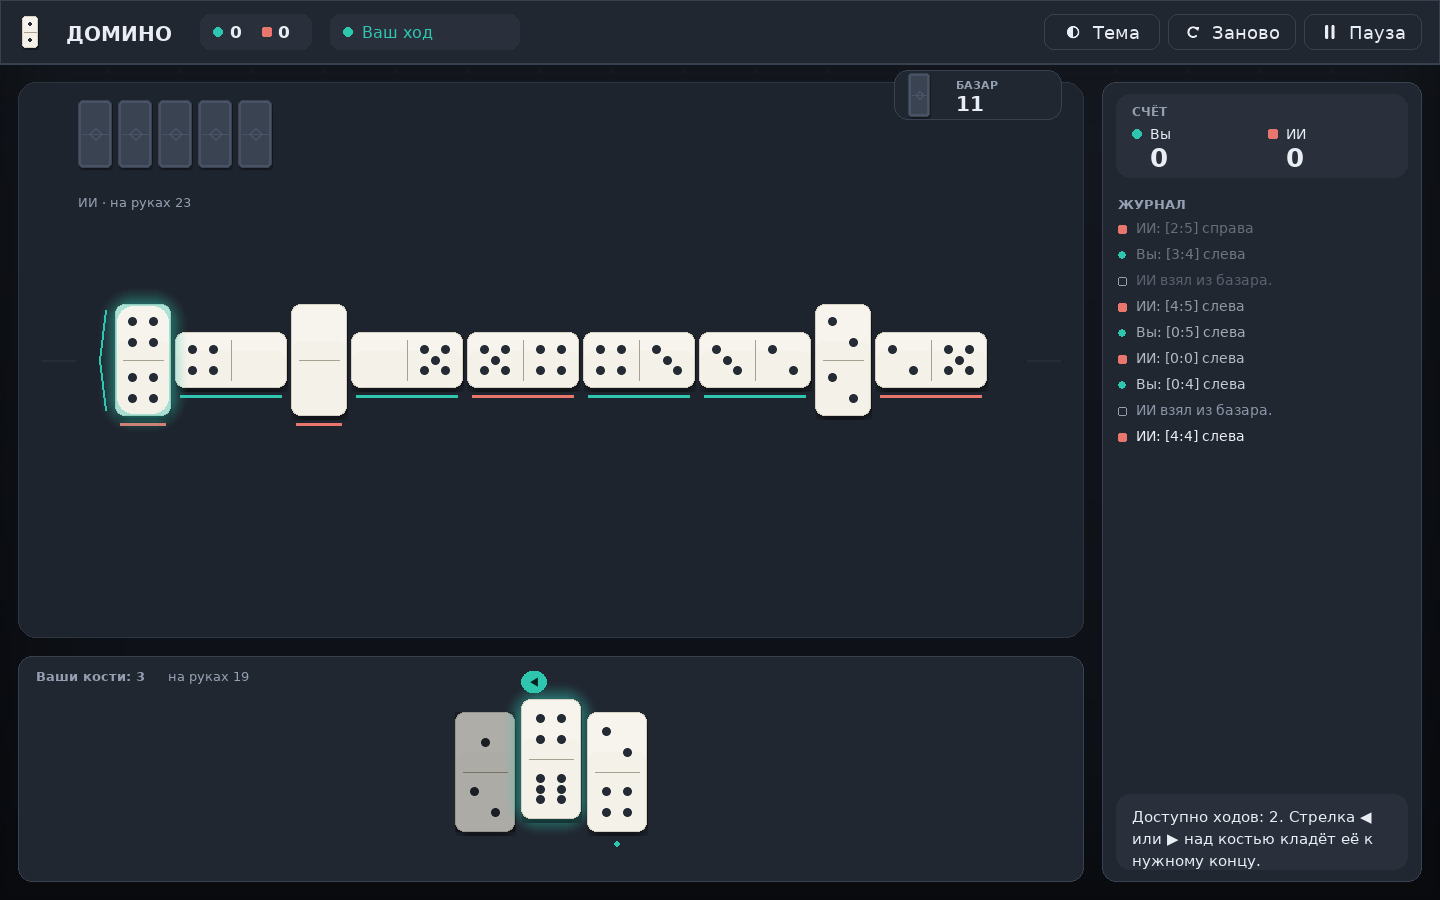 ДОМИНО
0 0
Ваш ход
Тема
Заново
Пауза
БАЗАР
11
ИИ · на руках 23
СЧЁТ
Вы ИИ
0 0
ЖУРНАЛ
ИИ: [2:5] справа
Вы: [3:4] слева
ИИ взял из базара.
ИИ: [4:5] слева
Вы: [0:5] слева
ИИ: [0:0] слева
Вы: [0:4] слева
ИИ взял из базара.
ИИ: [4:4] слева
Доступно ходов: 2. Стрелка ◀
или ▶ над костью кладёт её к
нужному концу.
Ваши кости: 3 на руках 19